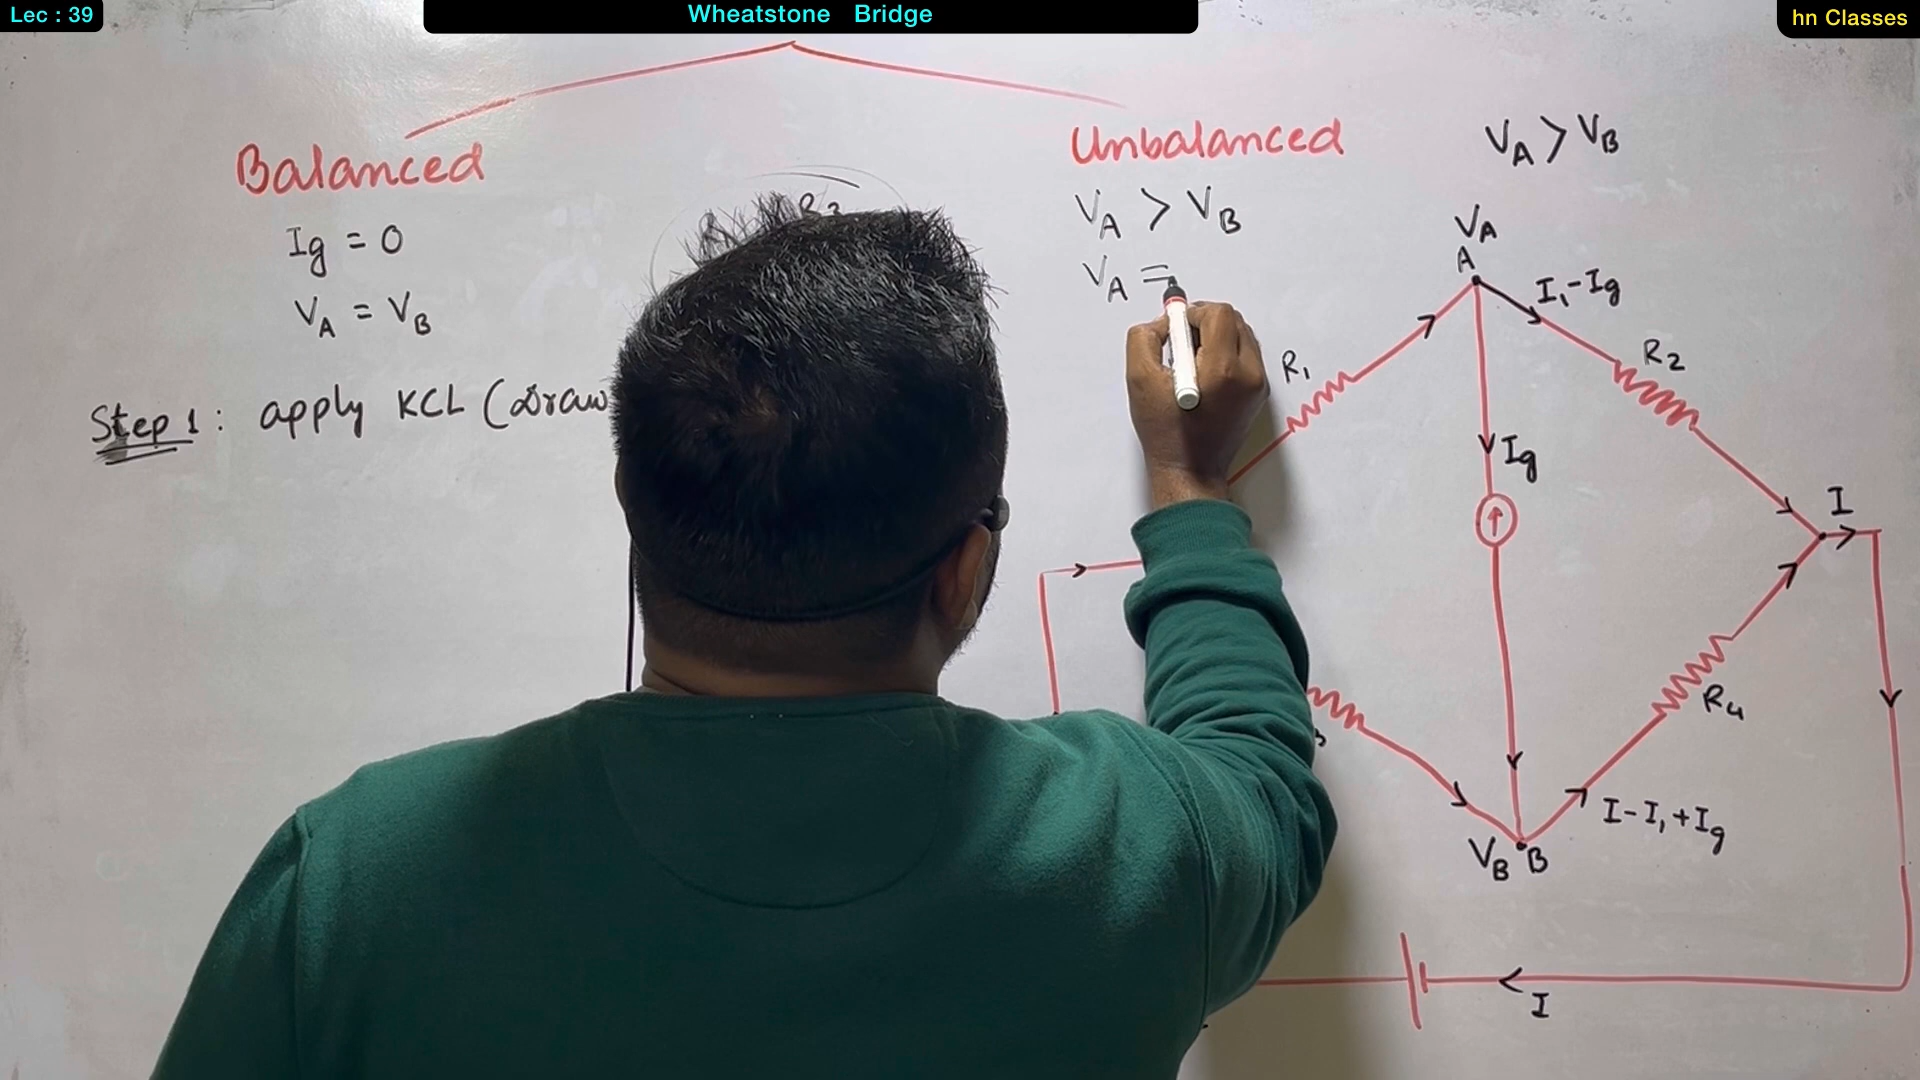 Lec : 39
Wheatstone Bridge
hn Classes
Balanced
Ig = 0
VA = VB
Step 1 : apply KCL (Draw
Unbalanced
VA > VB
VA =
VA > VB
VA
A
I1-Ig
R1
R2
Ig
I
R4
I-I1+Ig
VB B
I